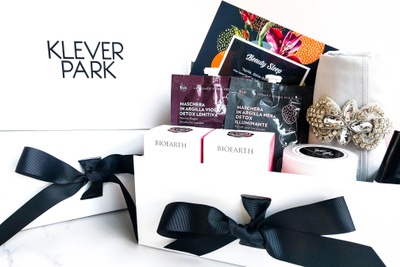 KLEVER
PARK
Beauty Sleep
MASCHERA
IN ARGILLA VIOLA
DETOX LENITIVA
MASCHERA
IN ARGILLA NERA
DETOX
ILLUMINANTE
BIOEARTH
BIOEARTH